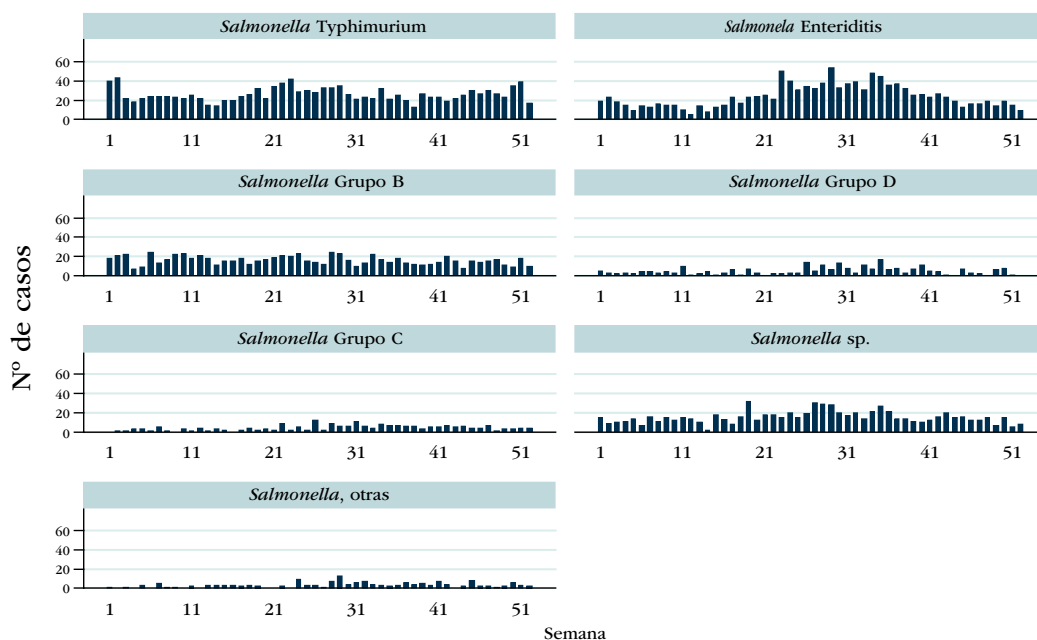 Salmonella Typhimurium
Salmonela Enteriditis
60
40
20
0
1 11 21 31 41 51
1 11 21 31 41 51
Salmonella Grupo B
Salmonella Grupo D
60
40
20
0
1 11 21 31 41 51
1 11 21 31 41 51
Nº de casos
Salmonella Grupo C
Salmonella sp.
60
40
20
0
1 11 21 31 41 51
1 11 21 31 41 51
Salmonella, otras
60
40
20
0
1 11 21 31 41 51
Semana